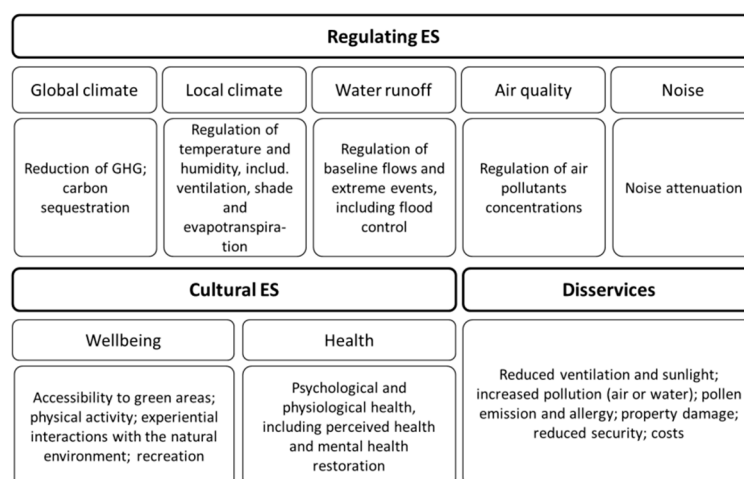 Regulating ES
Global climate
Local climate
Water runoff
Air quality
Noise
Reduction of GHG;
carbon
sequestration
Regulation of
temperature and
humidity, includ.
ventilation, shade
and
evapotranspira-
tion
Regulation of
baseline flows and
extreme events,
including flood
control
Regulation of air
pollutants
concentrations
Noise attenuation
Cultural ES
Disservices
Wellbeing
Health
Accessibility to green areas;
physical activity; experiential
interactions with the natural
environment; recreation
Psychological and
physiological health,
including perceived health
and mental health
restoration
Reduced ventilation and sunlight;
increased pollution (air or water); pollen
emission and allergy; property damage;
reduced security; costs